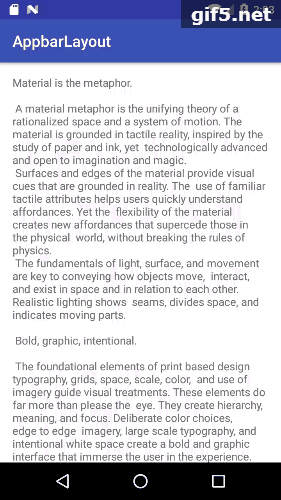 gif5.net
AppbarLayout
Material is the metaphor.
A material metaphor is the unifying theory of a
rationalized space and a system of motion. The
material is grounded in tactile reality, inspired by the
study of paper and ink, yet technologically advanced
and open to imagination and magic.
Surfaces and edges of the material provide visual
cues that are grounded in reality. The use of familiar
tactile attributes helps users quickly understand
affordances. Yet the flexibility of the material
creates new affordances that supercede those in
the physical world, without breaking the rules of
physics.
The fundamentals of light, surface, and movement
are key to conveying how objects move, interact,
and exist in space and in relation to each other.
Realistic lighting shows seams, divides space, and
indicates moving parts.
Bold, graphic, intentional.
The foundational elements of print based design
typography, grids, space, scale, color, and use of
imagery guide visual treatments. These elements do
far more than please the eye. They create hierarchy,
meaning, and focus. Deliberate color choices,
edge to edge imagery, large scale typography, and
intentional white space create a bold and graphic
interface that immerse the user in the experience.